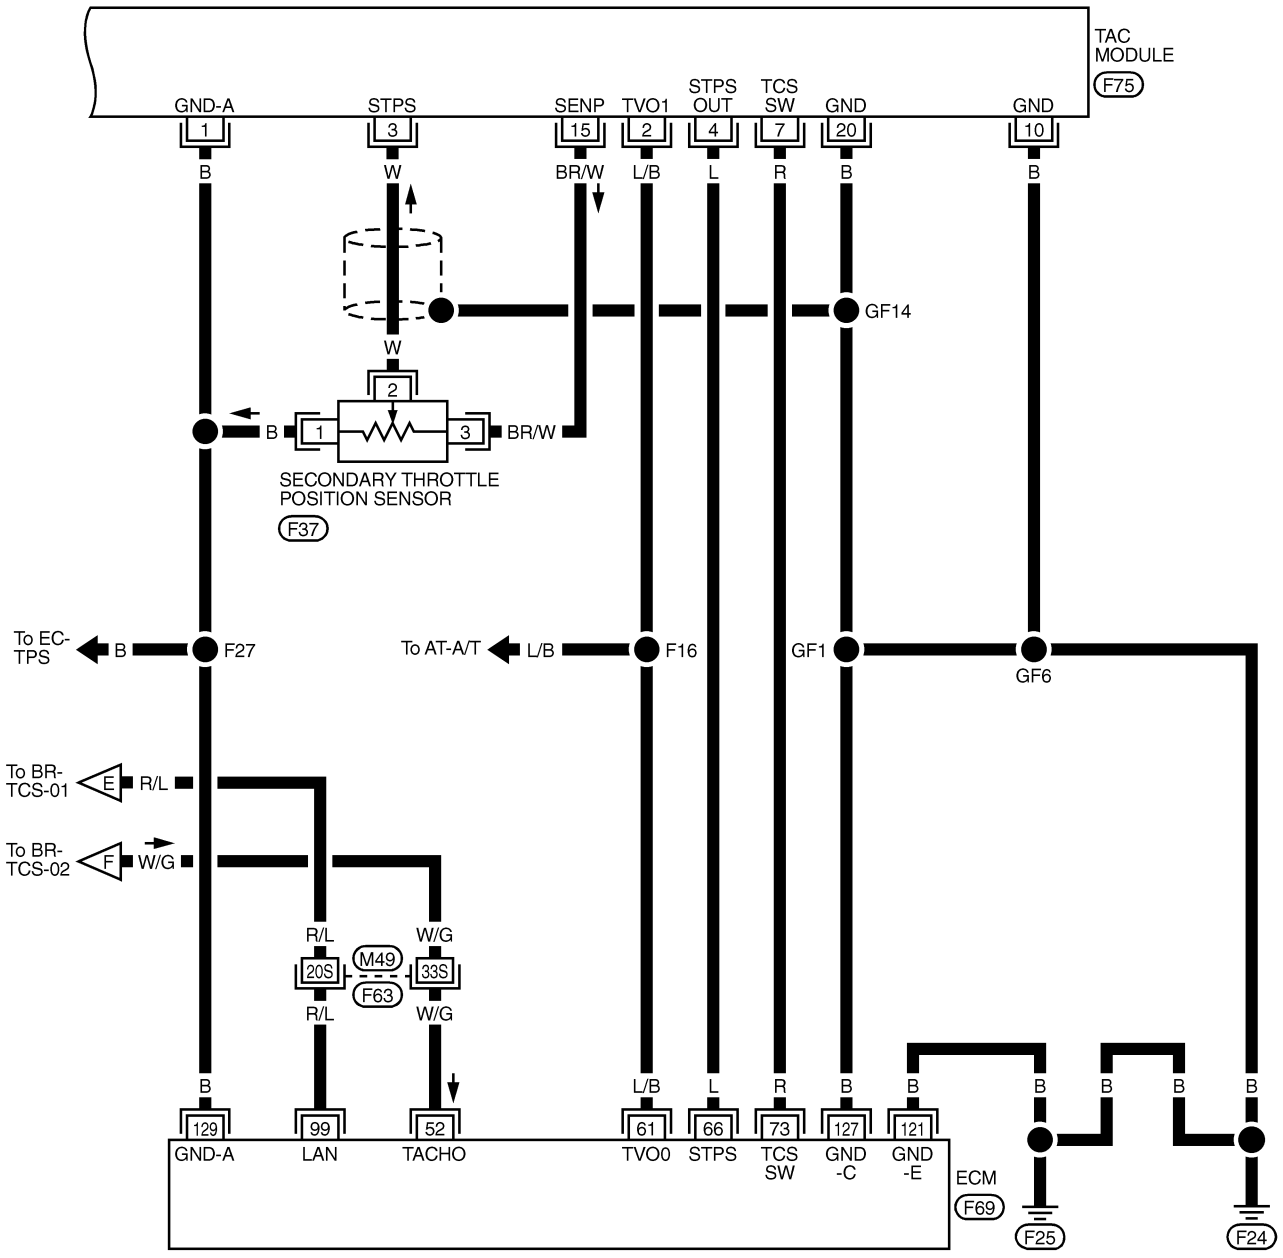 TAC
MODULE
F75
GND-A
STPS
SENP
TVO1
STPS
OUT
TCS
SW
GND
GND
1
3
15
2
4
7
20
10
B
W
BR/W
L/B
L
R
B
B
GF14
W
2
B
1
3
BR/W
SECONDARY THROTTLE
POSITION SENSOR
F37
To EC-
TPS
B
F27
To AT-A/T
L/B
F16
GF1
GF6
To BR-
TCS-01
E
R/L
To BR-
TCS-02
F
W/G
R/L
W/G
M49
20S
33S
F63
R/L
W/G
B
L/B
L
R
B
B
B
B
B
B
129
99
52
61
66
73
127
121
GND-A
LAN
TACHO
TVO0
STPS
TCS
SW
GND
-C
GND
-E
ECM
F69
F25
F24